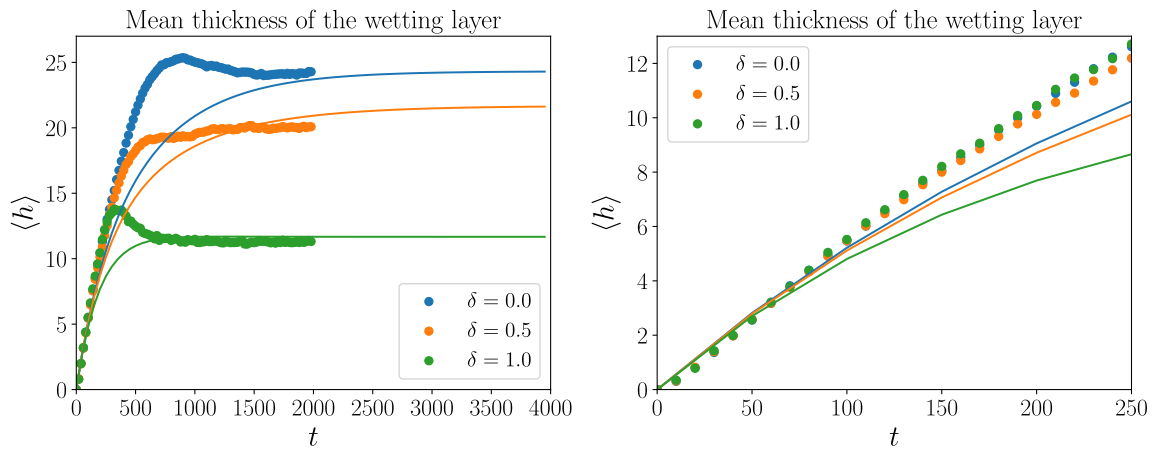 Mean thickness of the wetting layer
⟨h⟩
25
20
15
10
5
0
0 500 1000 1500 2000 2500 3000 3500 4000
t
δ = 0.0
δ = 0.5
δ = 1.0
Mean thickness of the wetting layer
⟨h⟩
12
10
8
6
4
2
0
0 50 100 150 200 250
t
δ = 0.0
δ = 0.5
δ = 1.0